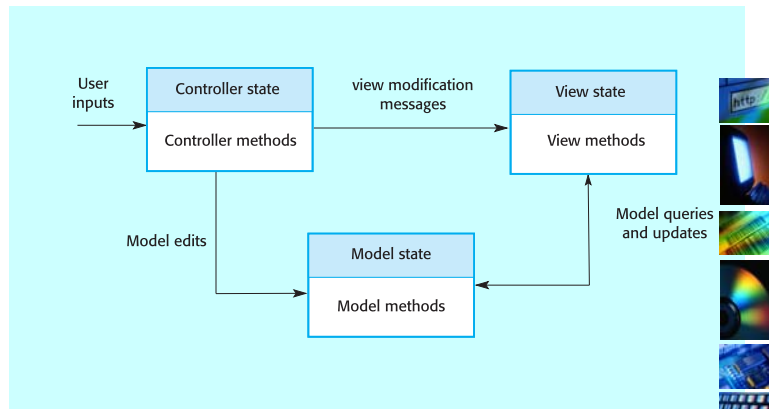 User
inputs
Controller state
Controller methods
view modification
messages
View state
View methods
Model edits
Model state
Model methods
Model queries
and updates
http:/